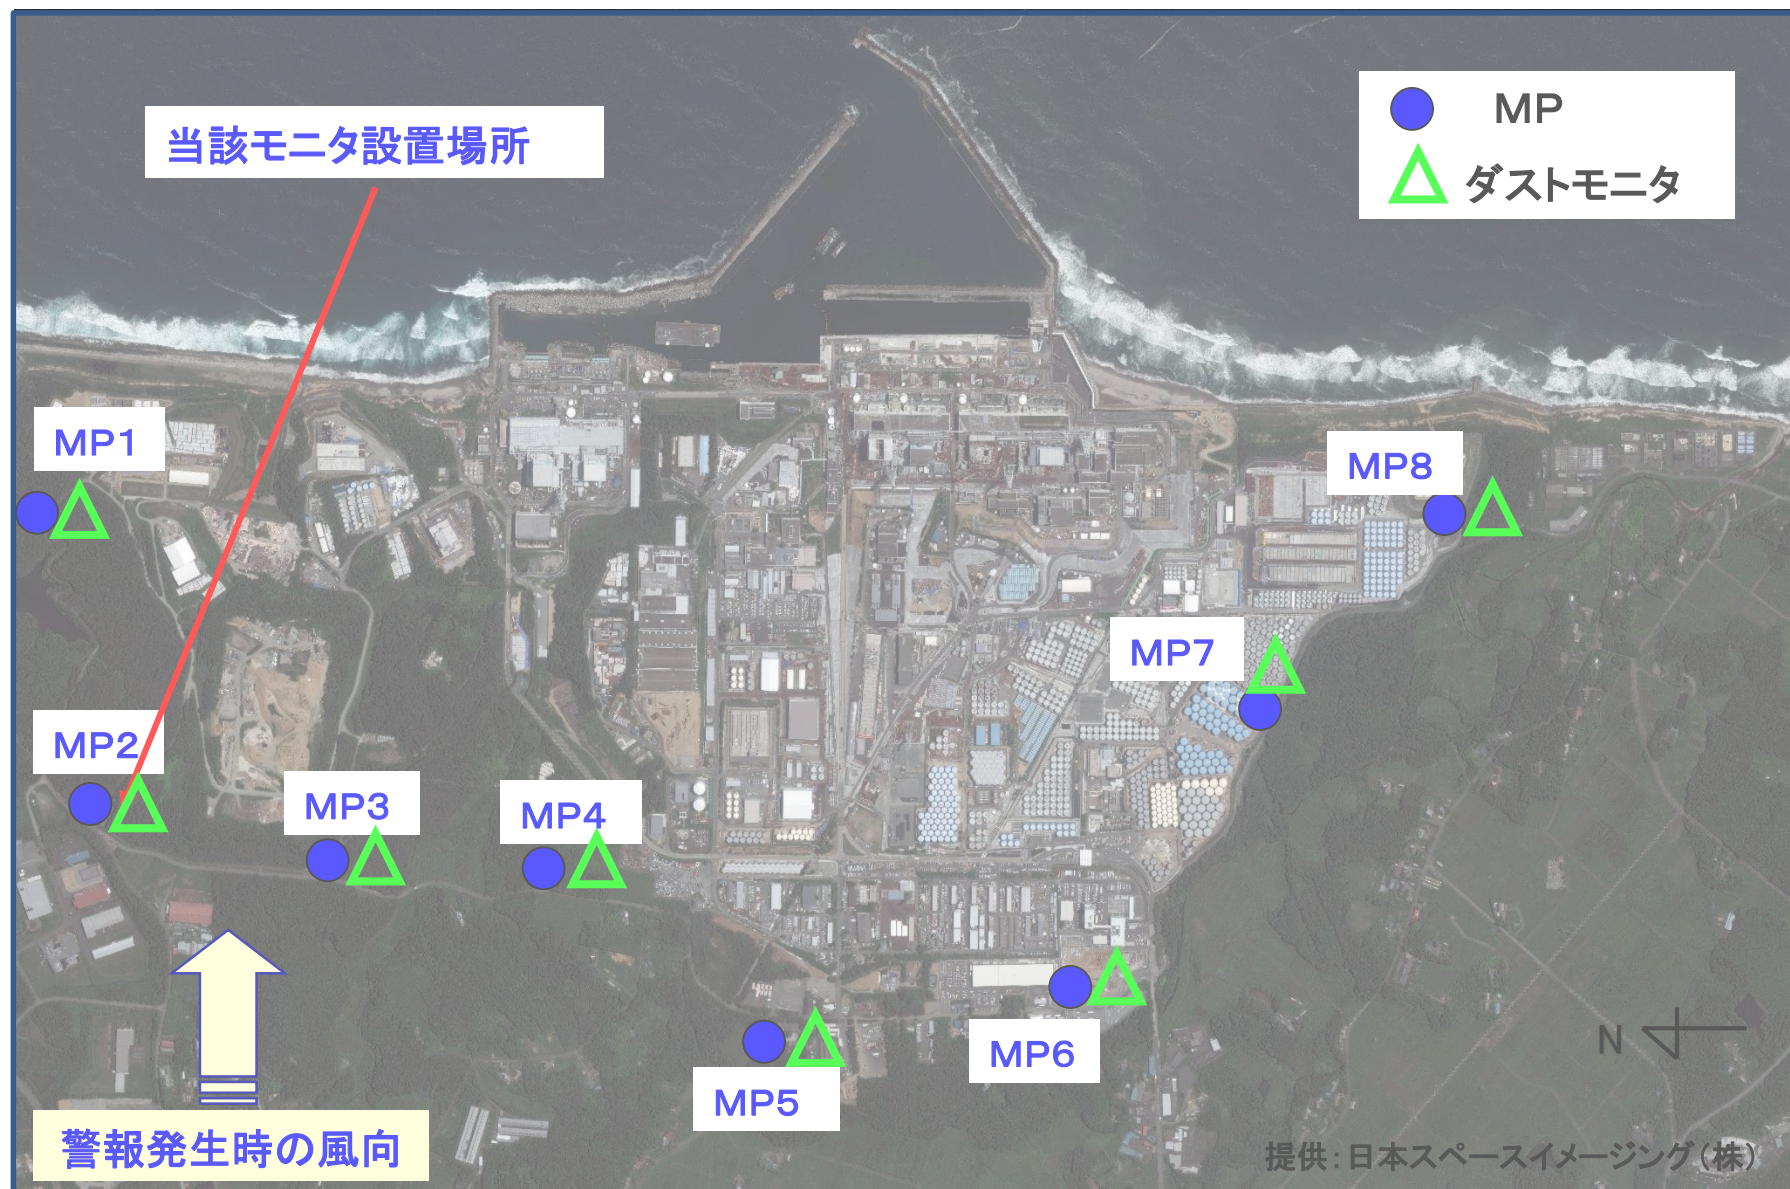 当該モニタ設置場所
MP
ダストモニタ
MP1
MP8
MP7
MP2
MP3
MP4
MP6
MP5
N
警報発生時の風向
提供：日本スペースイメージング（株）